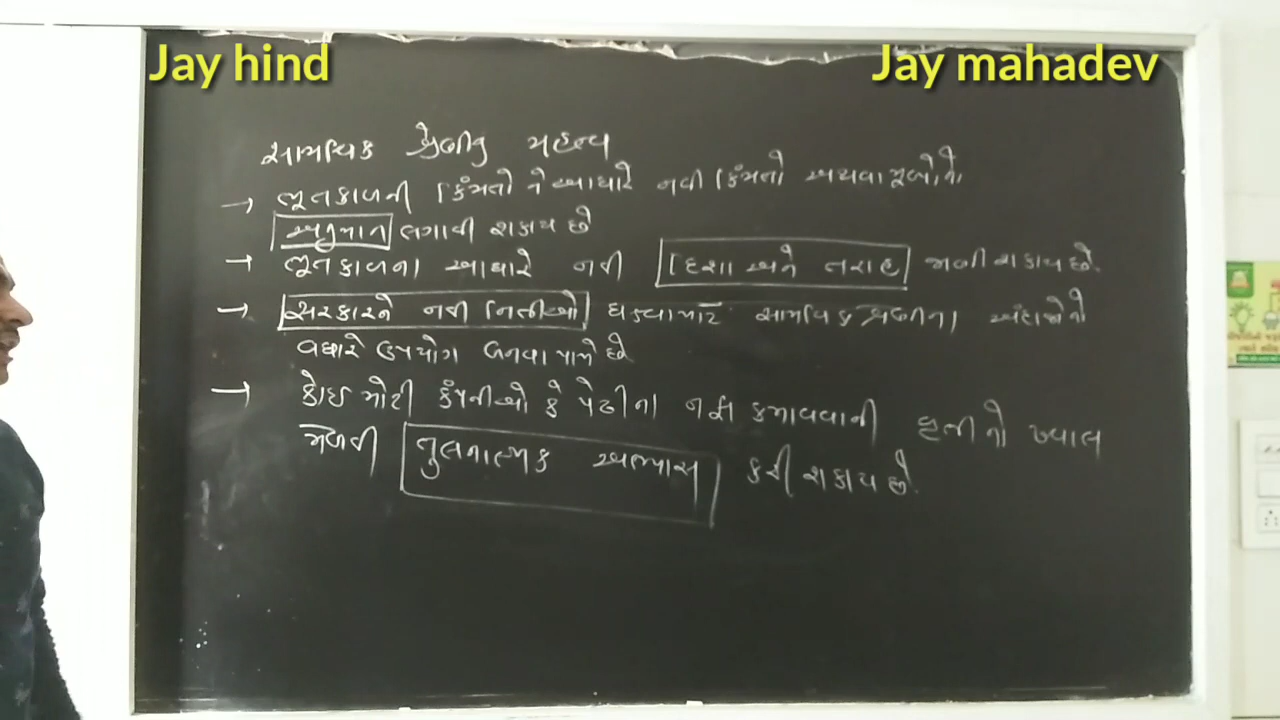 Jay hind
Jay mahadev
સામયિક શ્રેણીનુ મહત્વ
→ ભૂતકાળની કિંમતો ને આધારે નવી કિંમતો અથવા મૂલ્યોના
અનુમાન લગાવી શકાય છે
→ ભૂતકાળના આધારે નવી દિશા અને તરાહ જાણી શકાય છે.
→ સરકારને નવી નિતીઓ ઘડવા માટે સામયિક શ્રેણીના અંદાજોનો
વધારે ઉપયોગ બનવા પામે છે
→ કોઇ મોટી કંપનીઓ કે પેઢીના નફા કમાવવાની વૃત્તીનો ખ્યાલ
મેળવી તુલનાત્મક અભ્યાસ કરી શકાય છે.